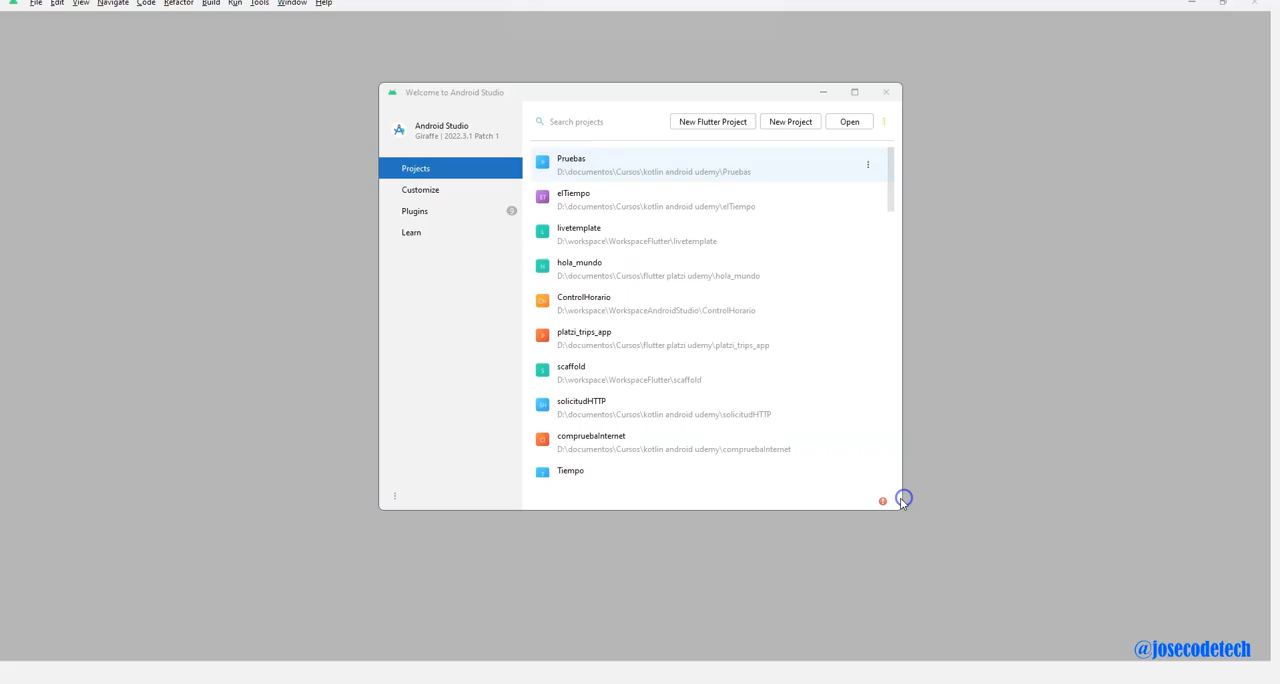 File Edit View Navigate Code Refactor Build Run Tools Window Help
Welcome to Android Studio
Android Studio
Giraffe | 2022.3.1 Patch 1
Search projects
New Flutter Project
New Project
Open
Projects
Customize
Plugins
Learn
Pruebas
D:\documentos\Cursos\kotlin android udemy\Pruebas
elTiempo
D:\documentos\Cursos\kotlin android udemy\elTiempo
livetemplate
D:\workspace\WorkspaceFlutter\livetemplate
hola_mundo
D:\documentos\Cursos\flutter platzi udemy\hola_mundo
ControlHorario
D:\workspace\WorkspaceAndroidStudio\ControlHorario
platzi_trips_app
D:\documentos\Cursos\flutter platzi udemy\platzi_trips_app
scaffold
D:\workspace\WorkspaceFlutter\scaffold
solicitudHTTP
D:\documentos\Cursos\kotlin android udemy\solicitudHTTP
compruebaInternet
D:\documentos\Cursos\kotlin android udemy\compruebaInternet
Tiempo
@josecodetech